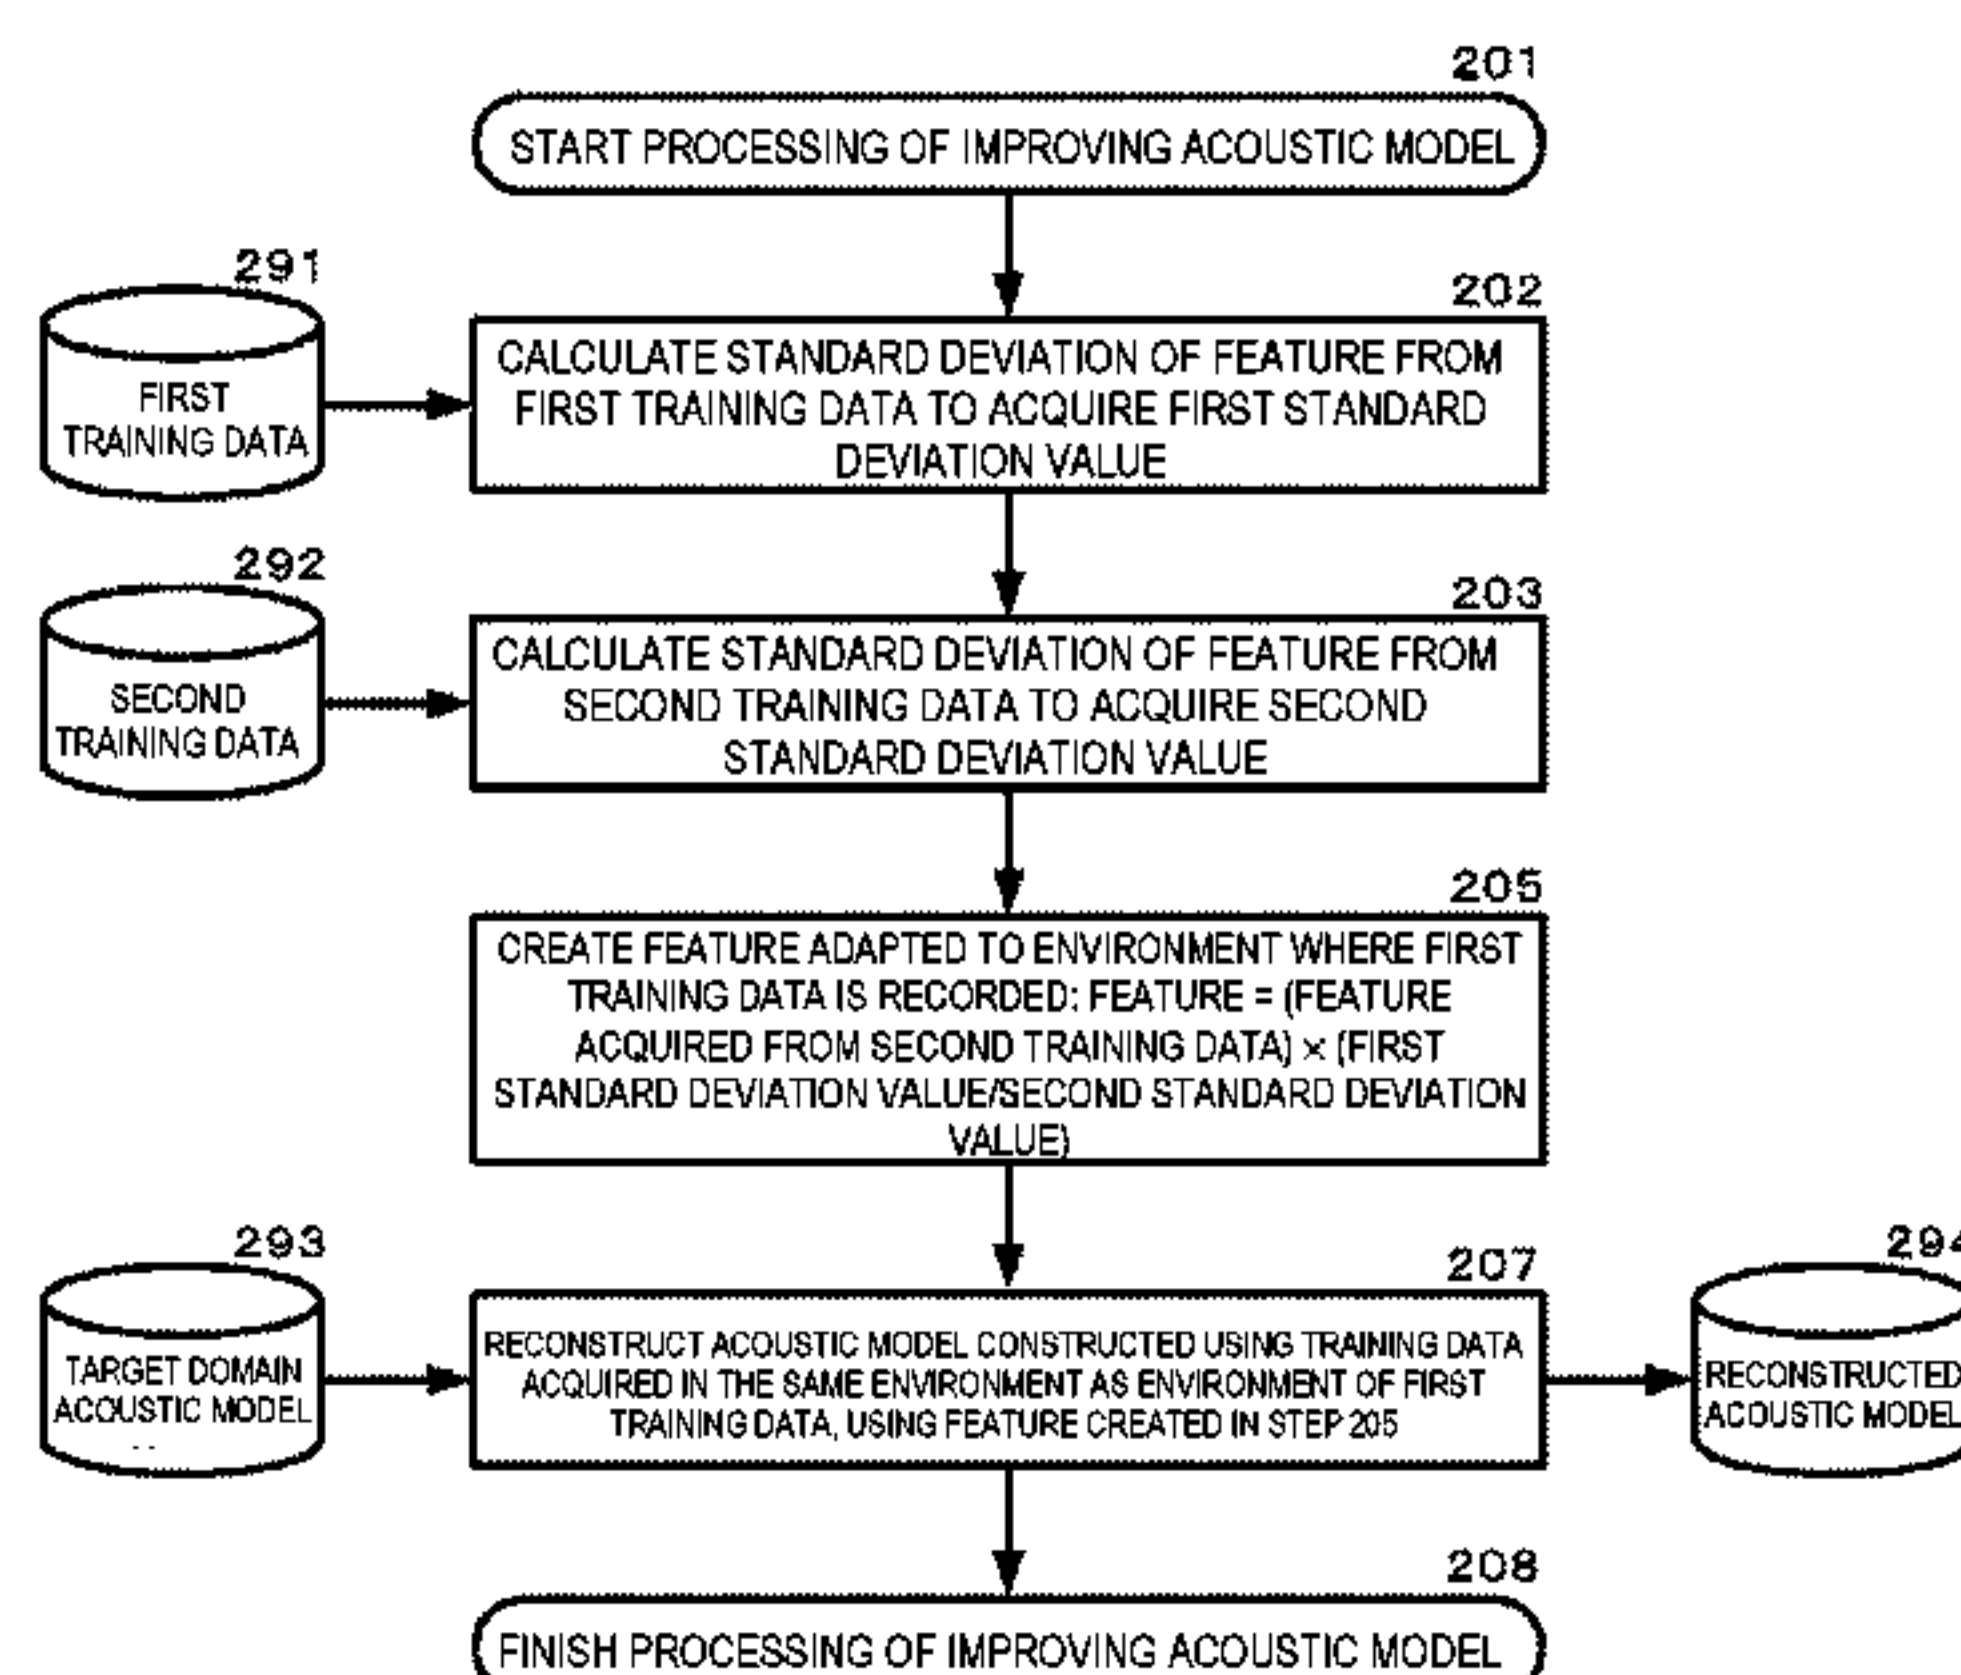 201
START PROCESSING OF IMPROVING ACOUSTIC MODEL
291
FIRST
TRAINING DATA
202
CALCULATE STANDARD DEVIATION OF FEATURE FROM
FIRST TRAINING DATA TO ACQUIRE FIRST STANDARD
DEVIATION VALUE
292
SECOND
TRAINING DATA
203
CALCULATE STANDARD DEVIATION OF FEATURE FROM
SECOND TRAINING DATA TO ACQUIRE SECOND
STANDARD DEVIATION VALUE
205
CREATE FEATURE ADAPTED TO ENVIRONMENT WHERE FIRST
TRAINING DATA IS RECORDED: FEATURE = (FEATURE
ACQUIRED FROM SECOND TRAINING DATA) × (FIRST
STANDARD DEVIATION VALUE/SECOND STANDARD DEVIATION
VALUE)
293
TARGET DOMAIN
ACOUSTIC MODEL
207
RECONSTRUCT ACOUSTIC MODEL CONSTRUCTED USING TRAINING DATA
ACQUIRED IN THE SAME ENVIRONMENT AS ENVIRONMENT OF FIRST
TRAINING DATA, USING FEATURE CREATED IN STEP 205
294
RECONSTRUCTED
ACOUSTIC MODEL
208
FINISH PROCESSING OF IMPROVING ACOUSTIC MODEL